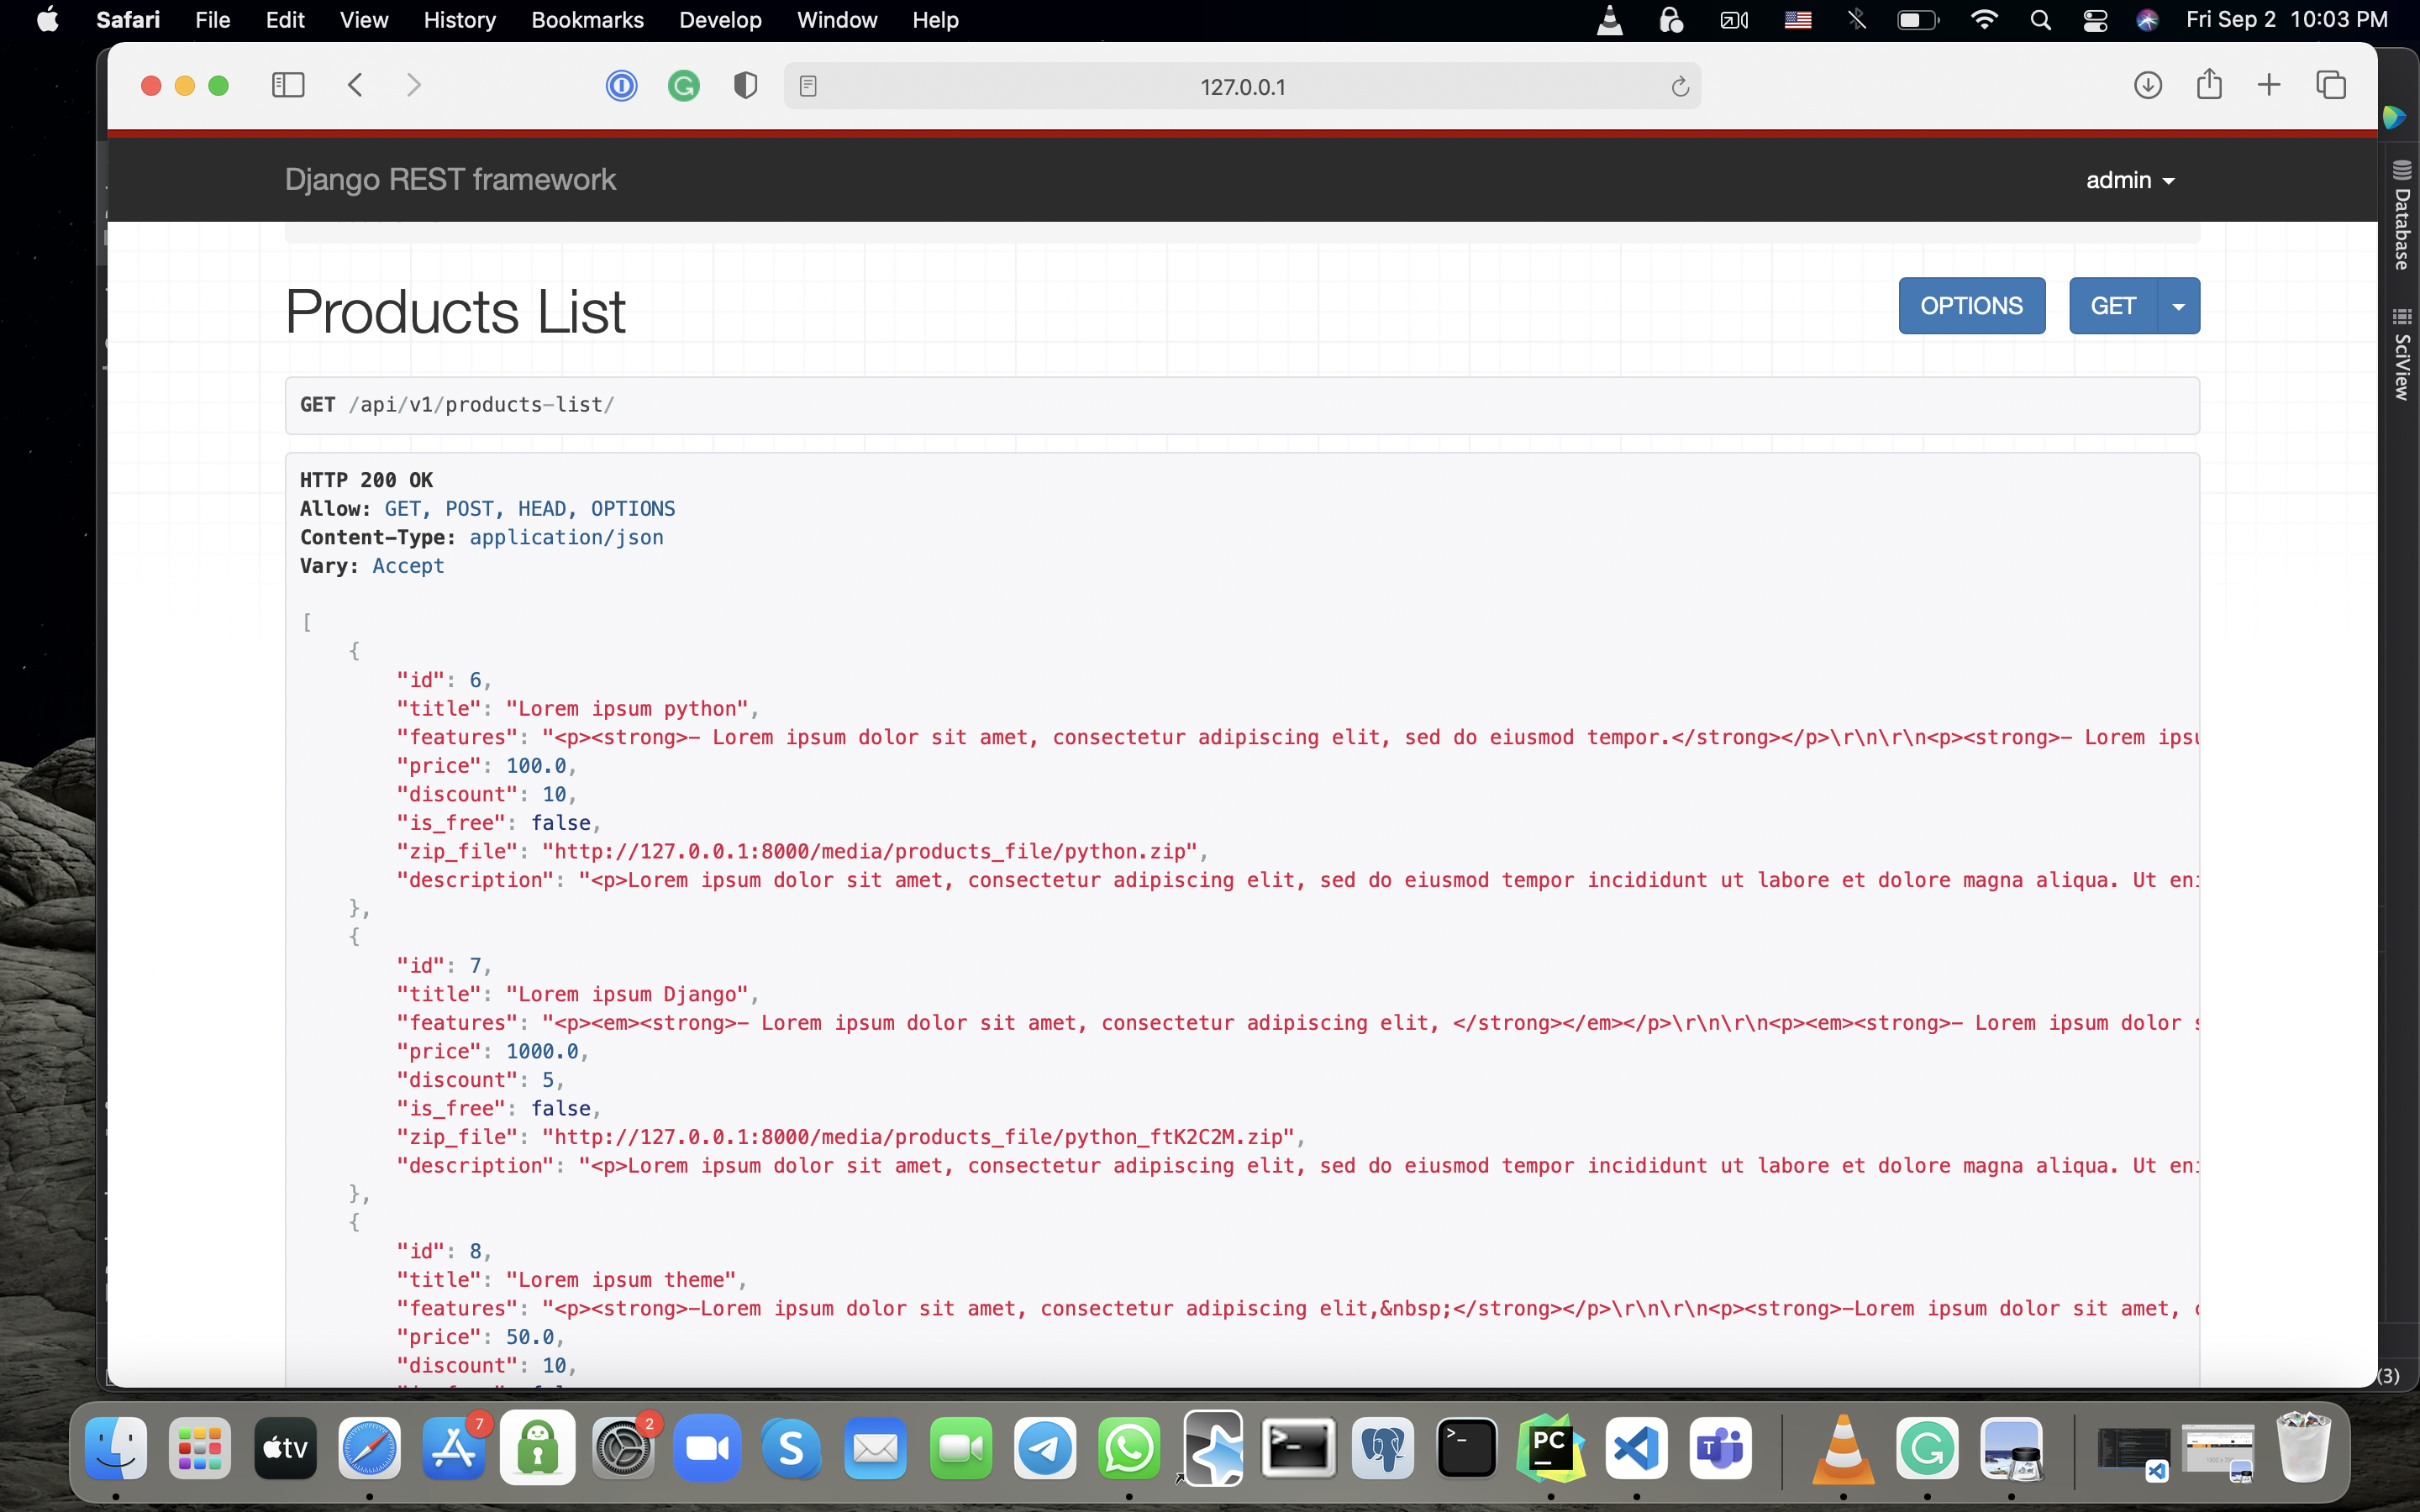 Safari File Edit View History Bookmarks Develop Window Help Fri Sep 2 10:03 PM
127.0.0.1
Django REST framework admin
Database
SciView
Products List OPTIONS GET
GET /api/v1/products-list/
HTTP 200 OK
Allow: GET, POST, HEAD, OPTIONS
Content-Type: application/json
Vary: Accept
[
{
"id": 6,
"title": "Lorem ipsum python",
"features": "<p><strong>- Lorem ipsum dolor sit amet, consectetur adipiscing elit, sed do eiusmod tempor.</strong></p>\r\n\r\n<p><strong>- Lorem ipsu
"price": 100.0,
"discount": 10,
"is_free": false,
"zip_file": "http://127.0.0.1:8000/media/products_file/python.zip",
"description": "<p>Lorem ipsum dolor sit amet, consectetur adipiscing elit, sed do eiusmod tempor incididunt ut labore et dolore magna aliqua. Ut eni
},
{
"id": 7,
"title": "Lorem ipsum Django",
"features": "<p><em><strong>- Lorem ipsum dolor sit amet, consectetur adipiscing elit, </strong></em></p>\r\n\r\n<p><em><strong>- Lorem ipsum dolor s
"price": 1000.0,
"discount": 5,
"is_free": false,
"zip_file": "http://127.0.0.1:8000/media/products_file/python_ftK2C2M.zip",
"description": "<p>Lorem ipsum dolor sit amet, consectetur adipiscing elit, sed do eiusmod tempor incididunt ut labore et dolore magna aliqua. Ut eni
},
{
"id": 8,
"title": "Lorem ipsum theme",
"features": "<p><strong>-Lorem ipsum dolor sit amet, consectetur adipiscing elit,&nbsp;</strong></p>\r\n\r\n<p><strong>-Lorem ipsum dolor sit amet, c
"price": 50.0,
"discount": 10,
(3)
7
2
tv
S
PC
T